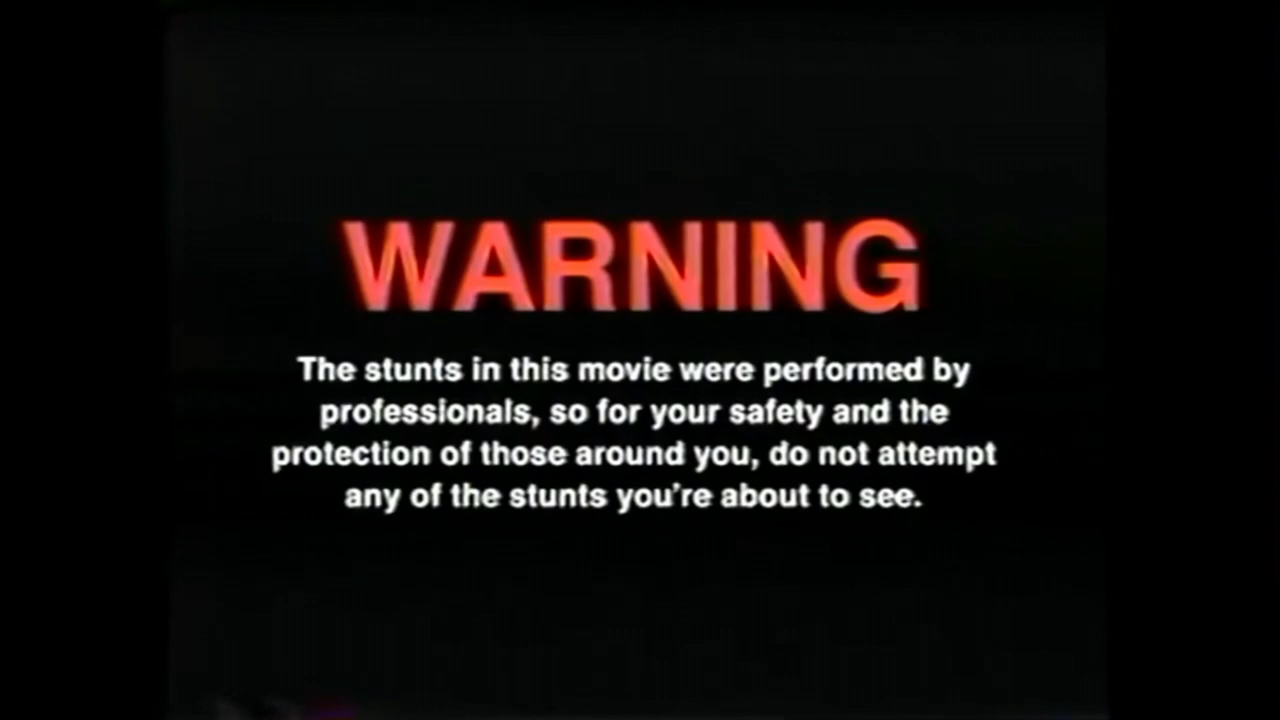 WARNING
The stunts in this movie were performed by
professionals, so for your safety and the
protection of those around you, do not attempt
any of the stunts you're about to see.